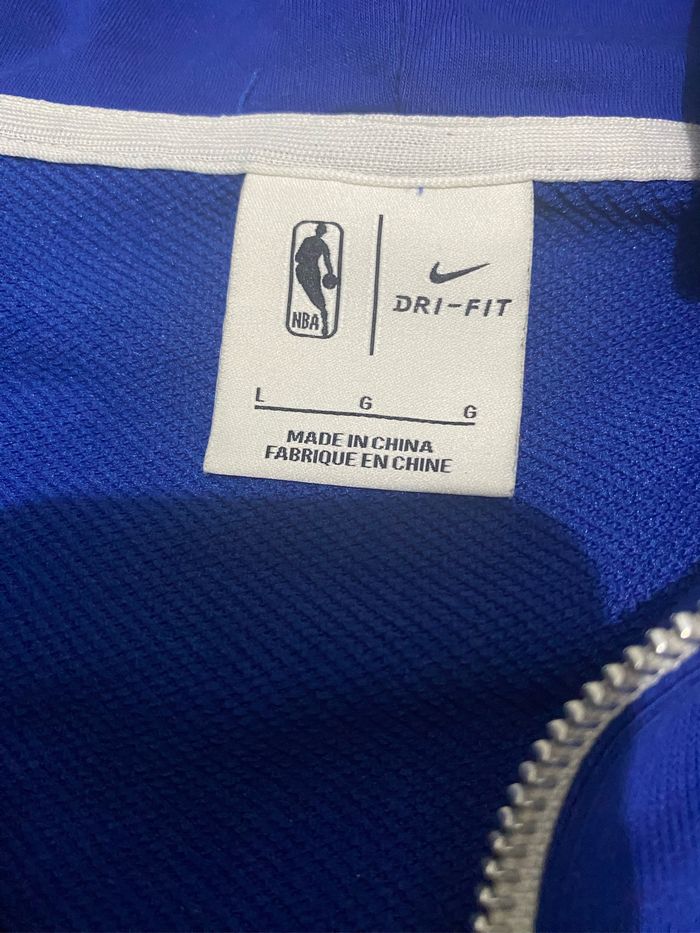 NBA
DRI-FIT
L G G
MADE IN CHINA
FABRIQUE EN CHINE